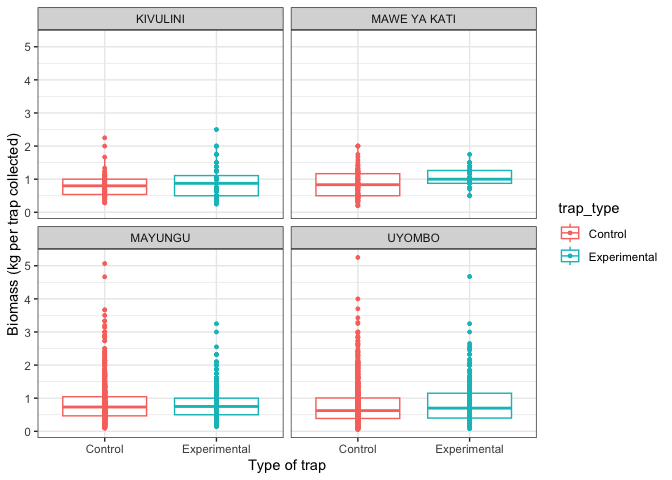 KIVULINI
MAWE YA KATI
5
4
3
2
1
0
MAYUNGU
UYOMBO
5
4
3
2
1
0
Control
Experimental
Control
Experimental
Type of trap
Biomass (kg per trap collected)
trap_type
Control
Experimental